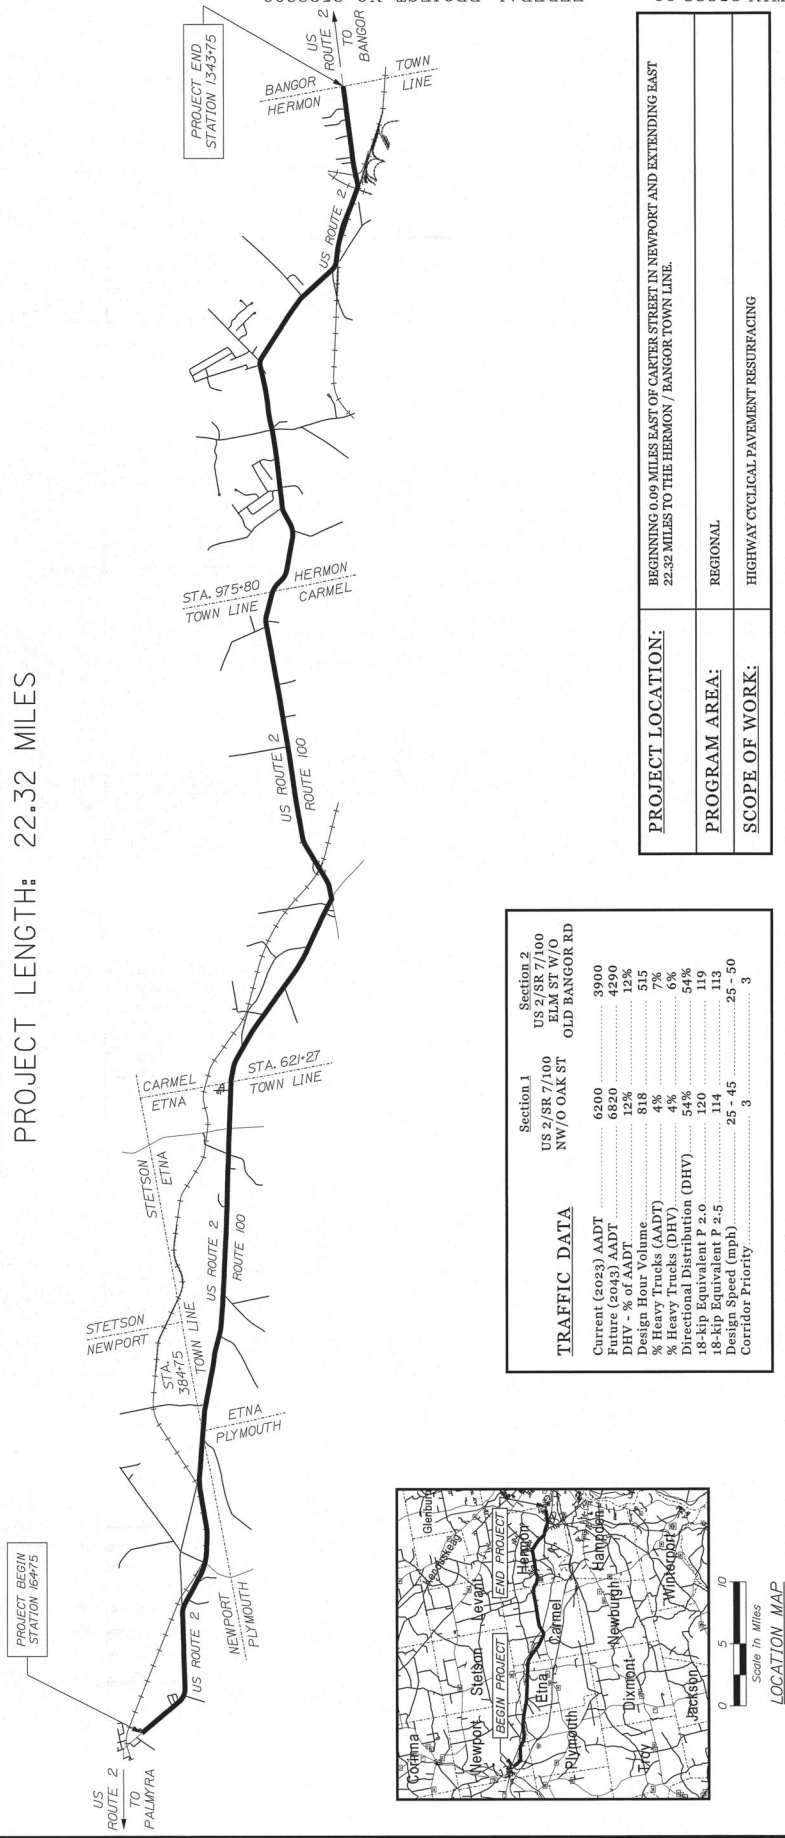 PROJECT LENGTH: 22.32 MILES
PROJECT BEGIN
STATION 164+75
US
ROUTE 2
TO
PALMYRA
US ROUTE 2
NEWPORT
PLYMOUTH
STETSON
NEWPORT
STA.
384+75
TOWN LINE
ETNA
PLYMOUTH
STETSON
ETNA
US ROUTE 2
ROUTE 100
CARMEL
ETNA
STA. 621+27
TOWN LINE
US ROUTE 2
ROUTE 100
STA. 975+80
TOWN LINE
HERMON
CARMEL
US ROUTE 2
BANGOR
HERMON
TOWN
LINE
PROJECT END
STATION 1343+75
US
ROUTE 2
TO
BANGOR
Corinna
Newport
Stetson
Levant
Kenduskeag
Glenburn
BEGIN PROJECT
END PROJECT
Hermon
Etna
Carmel
Plymouth
Hampden
Newburgh
Dixmont
Winterport
Troy
Jackson
0
5
10
Scale in Miles
LOCATION MAP
TRAFFIC DATA
Section 1
US 2/SR 7/100
NW/O OAK ST
Section 2
US 2/SR 7/100
ELM ST W/O
OLD BANGOR RD
Current (2023) AADT 6200 3900
Future (2043) AADT 6820 4290
DHV - % of AADT 12% 12%
Design Hour Volume 818 515
% Heavy Trucks (AADT) 4% 7%
% Heavy Trucks (DHV) 4% 6%
Directional Distribution (DHV) 54% 54%
18-kip Equivalent P 2.0 120 119
18-kip Equivalent P 2.5 114 113
Design Speed (mph) 25 - 45 25 - 50
Corridor Priority 3 3
PROJECT LOCATION: BEGINNING 0.09 MILES EAST OF CARTER STREET IN NEWPORT AND EXTENDING EAST
22.32 MILES TO THE HERMON / BANGOR TOWN LINE.
PROGRAM AREA: REGIONAL
SCOPE OF WORK: HIGHWAY CYCLICAL PAVEMENT RESURFACING